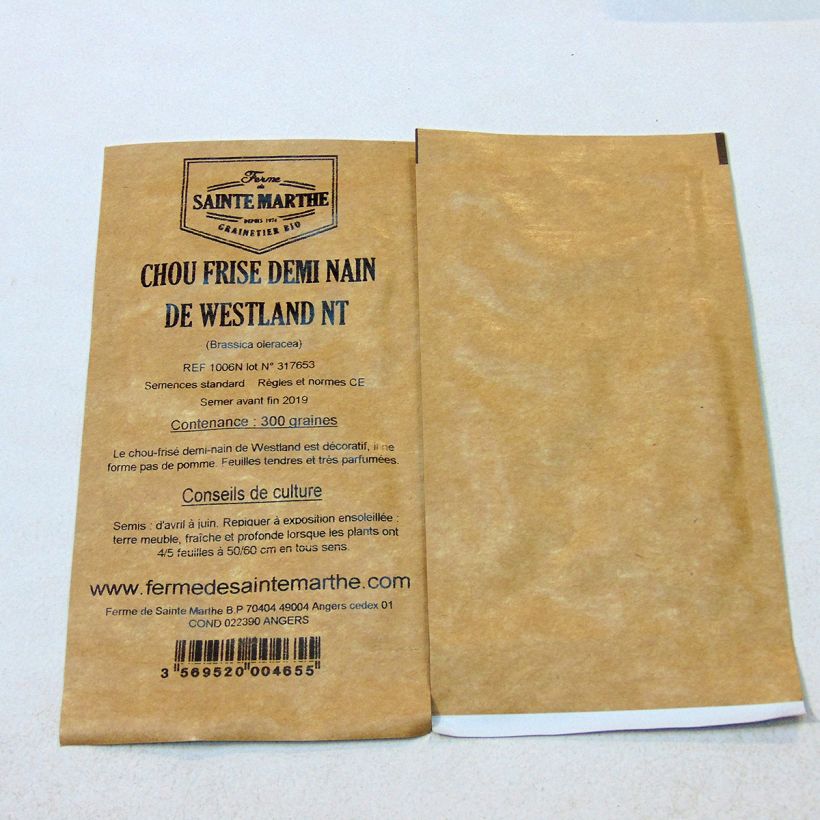 Ferme
de
SAINTE MARTHE
DEPUIS 1974
GRAINETIER BIO
CHOU FRISE DEMI NAIN
DE WESTLAND NT
(Brassica oleracea)
REF 1006N lot N° 317653
Semences standard Règles et normes CE
Semer avant fin 2019
Contenance : 300 graines
Le chou-frisé demi-nain de Westland est décoratif, il ne
forme pas de pomme. Feuilles tendres et très parfumées.
Conseils de culture
Semis : d'avril à juin. Repiquer à exposition ensoleillée :
terre meuble, fraîche et profonde lorsque les plants ont
4/5 feuilles à 50/60 cm en tous sens.
www.fermedesaintemarthe.com
Ferme de Sainte Marthe B.P 70404 49004 Angers cedex 01
COND 022390 ANGERS
3 569520 004655